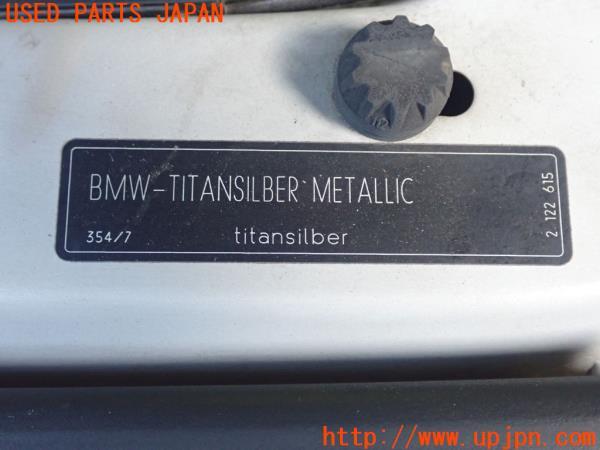 USED PARTS JAPAN
BMW-TITANSILBER METALLIC
354/7 titansilber
2 122 615
http://www.upjpn.com